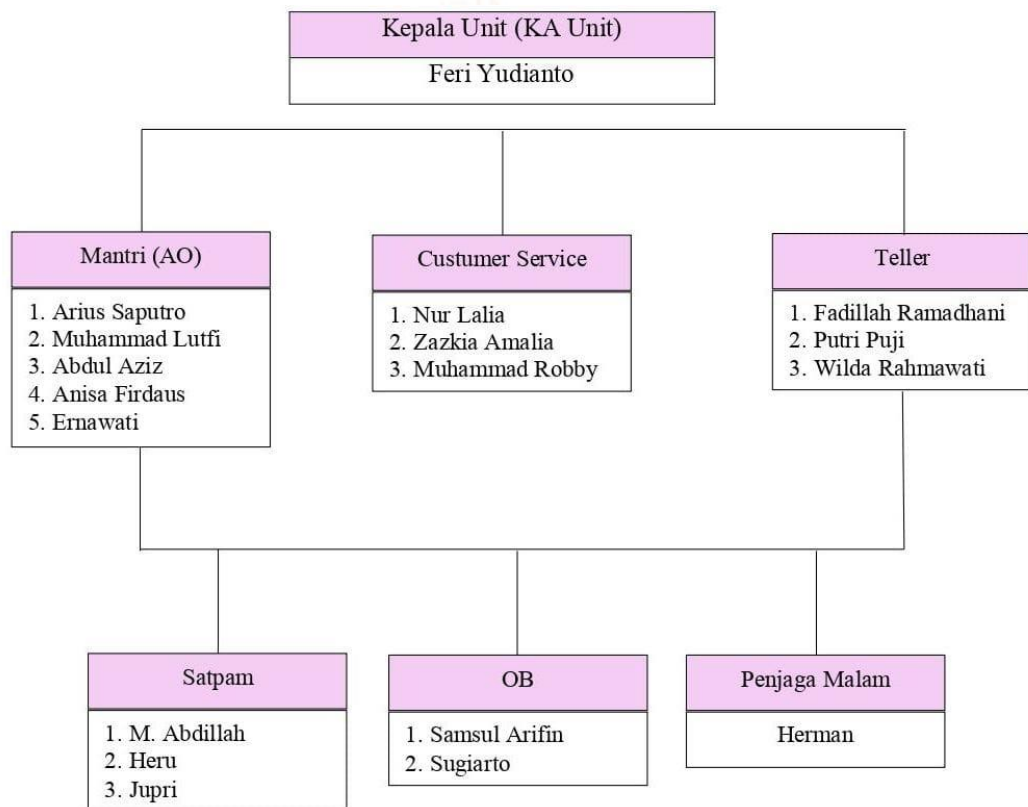 Kepala Unit (KA Unit)
Feri Yudianto
Mantri (AO)
1. Arius Saputro
2. Muhammad Lutfi
3. Abdul Aziz
4. Anisa Firdaus
5. Ernawati
Custumer Service
1. Nur Lalia
2. Zazkia Amalia
3. Muhammad Robby
Teller
1. Fadillah Ramadhani
2. Putri Puji
3. Wilda Rahmawati
Satpam
1. M. Abdillah
2. Heru
3. Jupri
OB
1. Samsul Arifin
2. Sugiarto
Penjaga Malam
Herman